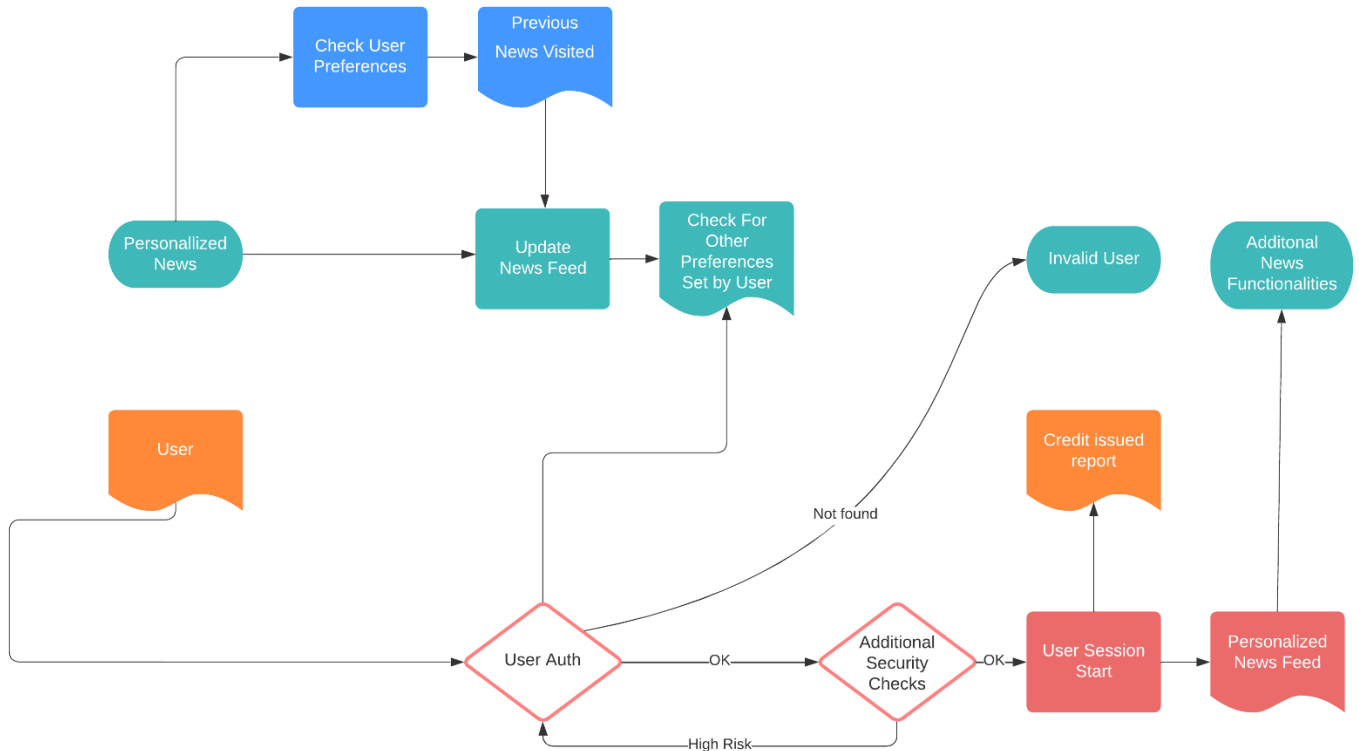 Previous
News Visited
Check User
Preferences
Personallized
News
Update
News Feed
Check For
Other
Preferences
Set by User
Invalid User
Additonal
News
Functionalities
User
Credit issued
report
Not found
User Auth
OK
Additional
Security
Checks
OK
User Session
Start
Personalized
News Feed
High Risk